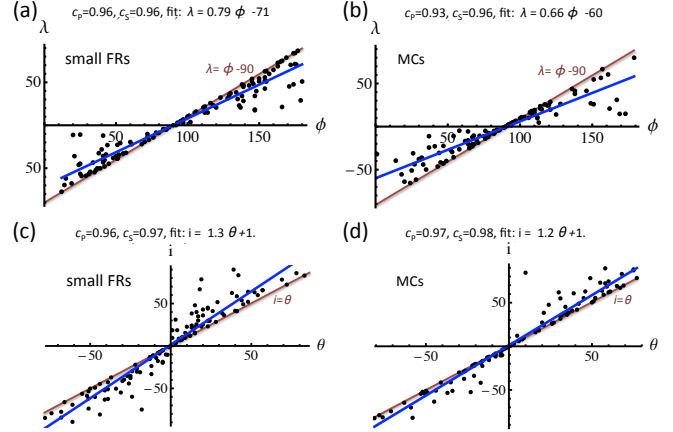 (a) c_P=0.96, c_S=0.96, fit: λ = 0.79 ϕ -71
λ
small FRs
λ= ϕ -90
50
50 100 150 ϕ
50
(b) c_P=0.93, c_S=0.96, fit: λ = 0.66 ϕ -60
λ
MCs
λ= ϕ -90
50
50 100 150 ϕ
−50
(c) c_P=0.96, c_S=0.97, fit: i = 1.3 θ+1.
i
small FRs
50
i=θ
−50 50 θ
−50
(d) c_P=0.97, c_S=0.98, fit: i = 1.2 θ+1.
i
MCs
50
i=θ
−50 50 θ
−50